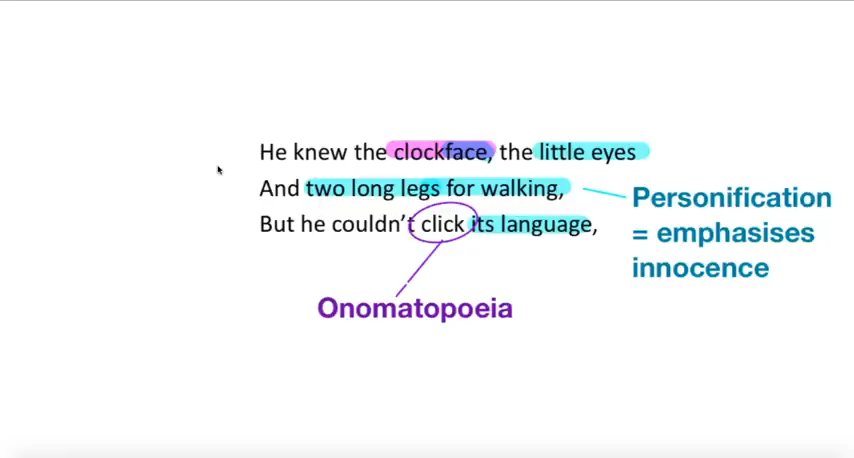 He knew the clockface, the little eyes
And two long legs for walking,
But he couldn't click its language,
Personification
= emphasises
innocence
Onomatopoeia